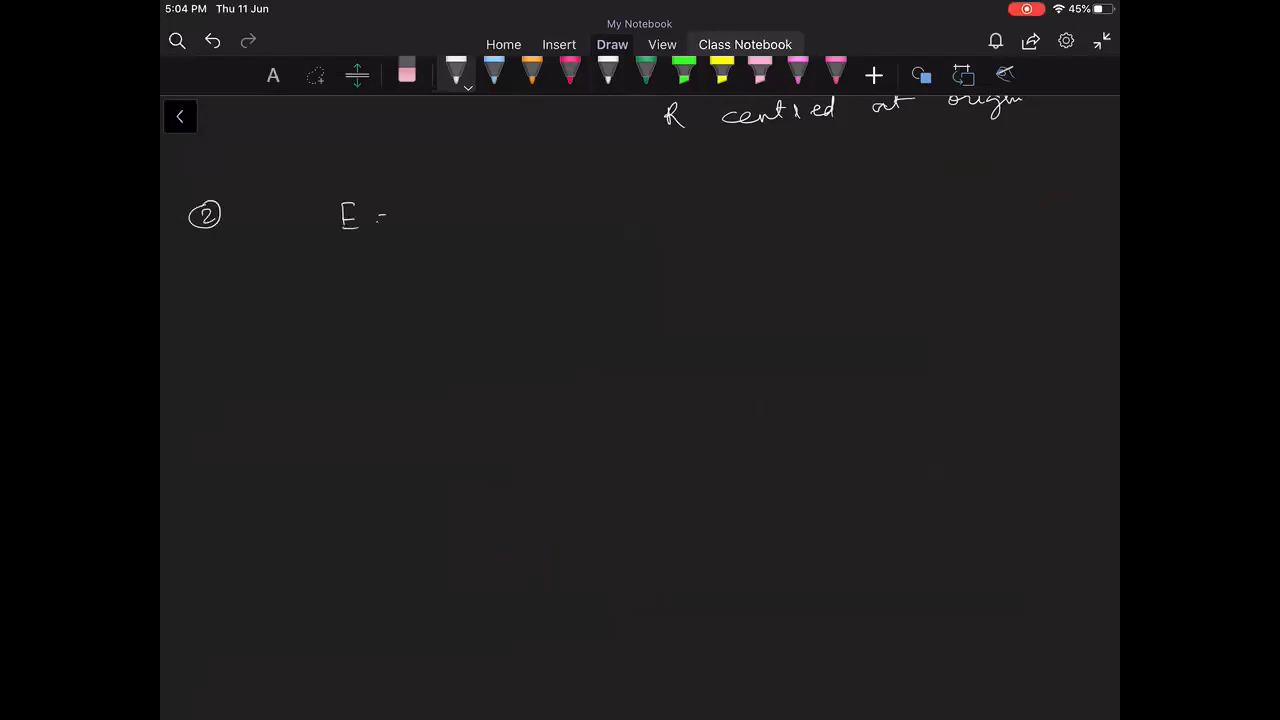 5:04 PM Thu 11 Jun
45%
My Notebook
Home Insert Draw View Class Notebook
A
R centred at origin
② E =